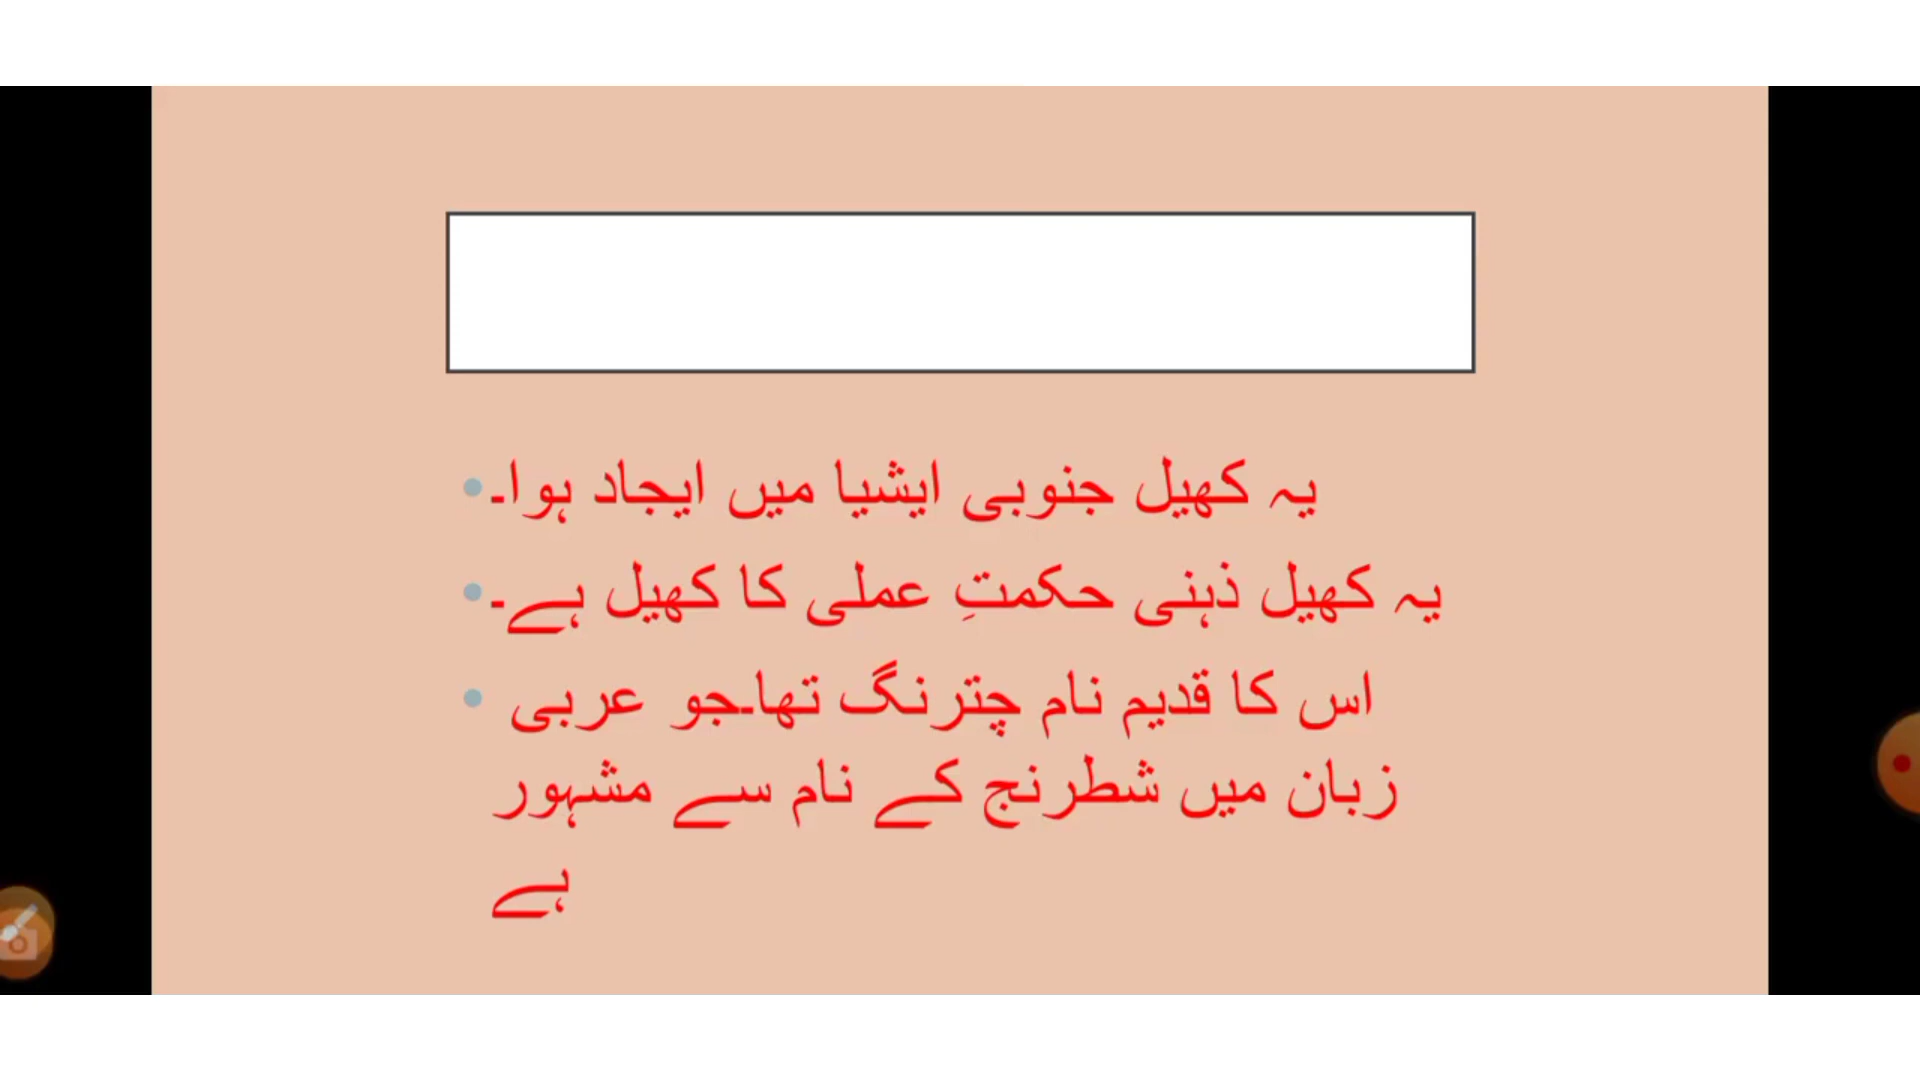 یہ کھیل جنوبی ایشیا میں ایجاد ہوا۔
یہ کھیل ذہنی حکمتِ عملی کا کھیل ہے۔
اس کا قدیم نام چترنگ تھا۔جو عربی
زبان میں شطرنج کے نام سے مشہور
ہے